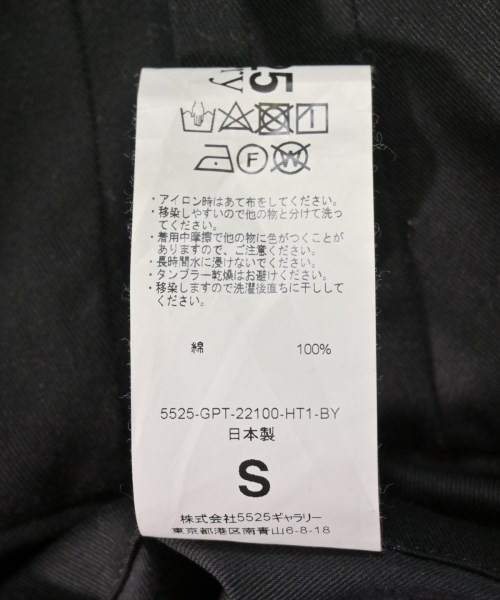 25
ry
F
W
・アイロン時はあて布をしてください。
・移染しやすいので他の物と分けて洗っ
てください。
・着用中摩擦で他の物に色がつくことが
ありますので、ご注意ください。
・長時間水に浸けないでください。
・タンブラー乾燥はお避けください。
・移染しますので洗濯後直ちに干して
ください。
綿 100%
5525-GPT-22100-HT1-BY
日本製
S
株式会社5525ギャラリー
東京都港区南青山6-8-18